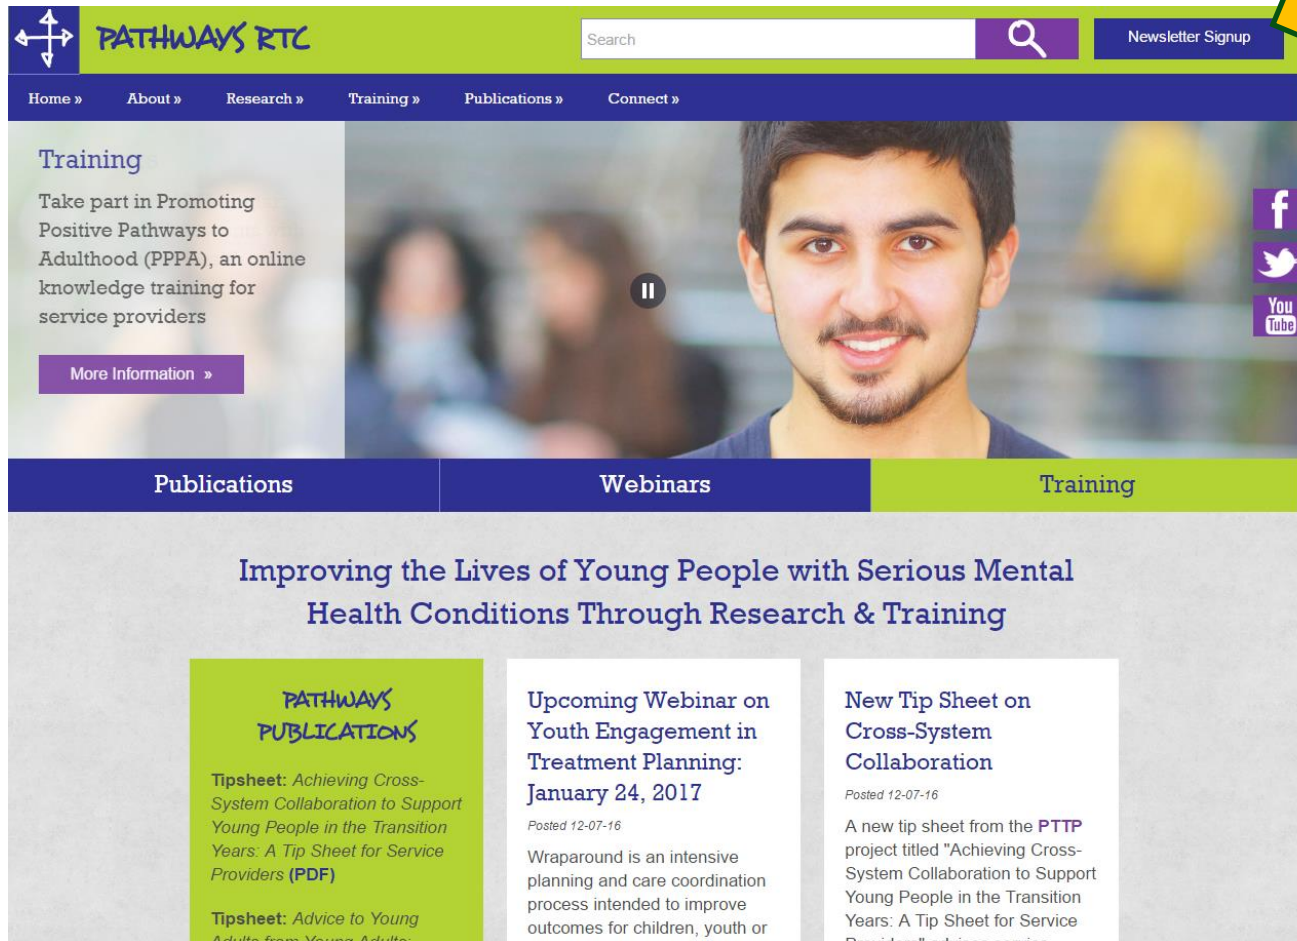 PATHWAYS RTC
Search
Newsletter Signup
Home »
About »
Research »
Training »
Publications »
Connect »
Training
Take part in Promoting
Positive Pathways to
Adulthood (PPPA), an online
knowledge training for
service providers
More Information »
f
You
Tube
Publications
Webinars
Training
Improving the Lives of Young People with Serious Mental
Health Conditions Through Research & Training
PATHWAYS
PUBLICATIONS
Tipsheet: Achieving Cross-
System Collaboration to Support
Young People in the Transition
Years: A Tip Sheet for Service
Providers (PDF)
Tipsheet: Advice to Young
Adults from Young Adults:
Upcoming Webinar on
Youth Engagement in
Treatment Planning:
January 24, 2017
Posted 12-07-16
Wraparound is an intensive
planning and care coordination
process intended to improve
outcomes for children, youth or
New Tip Sheet on
Cross-System
Collaboration
Posted 12-07-16
A new tip sheet from the PTTP
project titled "Achieving Cross-
System Collaboration to Support
Young People in the Transition
Years: A Tip Sheet for Service
Providers" advises service